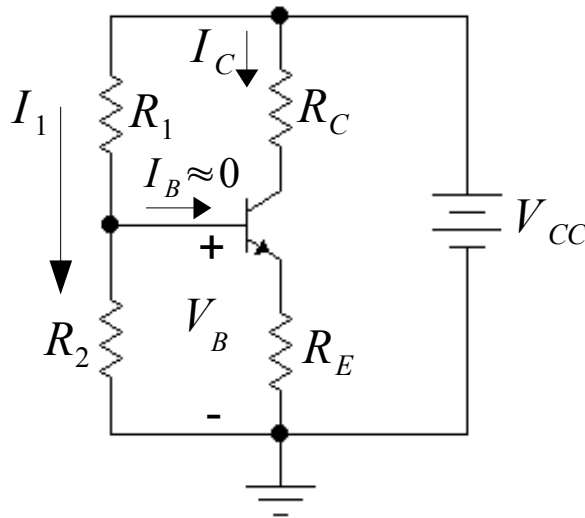 I_C
I_1
R_1
R_C
I_B≈0
V_CC
+
R_2
V_B
R_E
-